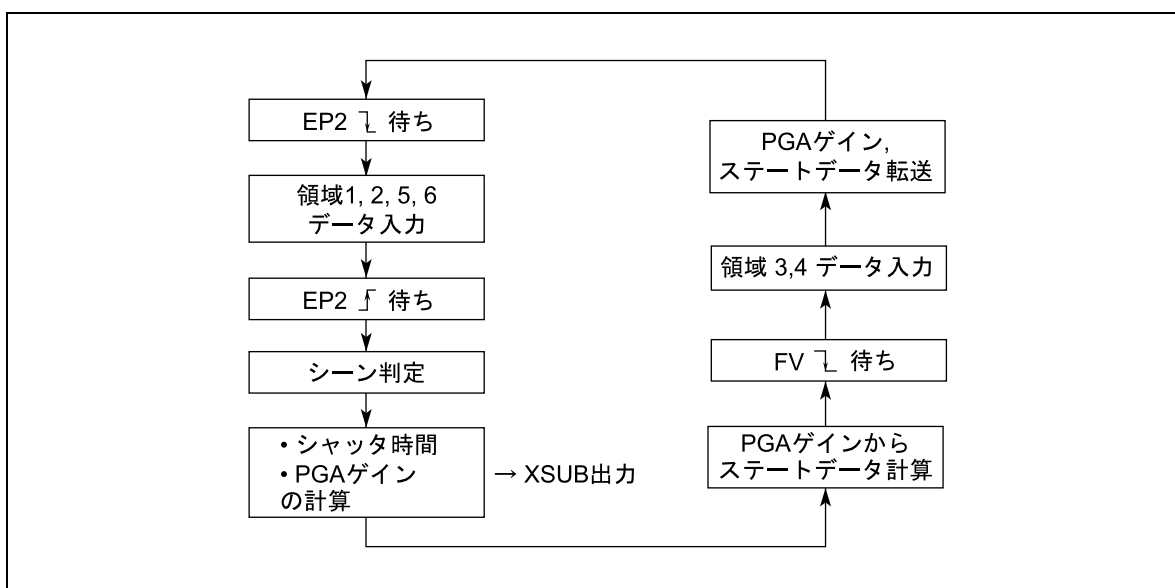 EP2 待ち
領域1, 2, 5, 6
データ入力
EP2 待ち
シーン判定
• シャッタ時間
• PGAゲイン
の計算
→ XSUB出力
PGAゲインから
ステートデータ計算
FV 待ち
領域 3,4 データ入力
PGAゲイン,
ステートデータ転送